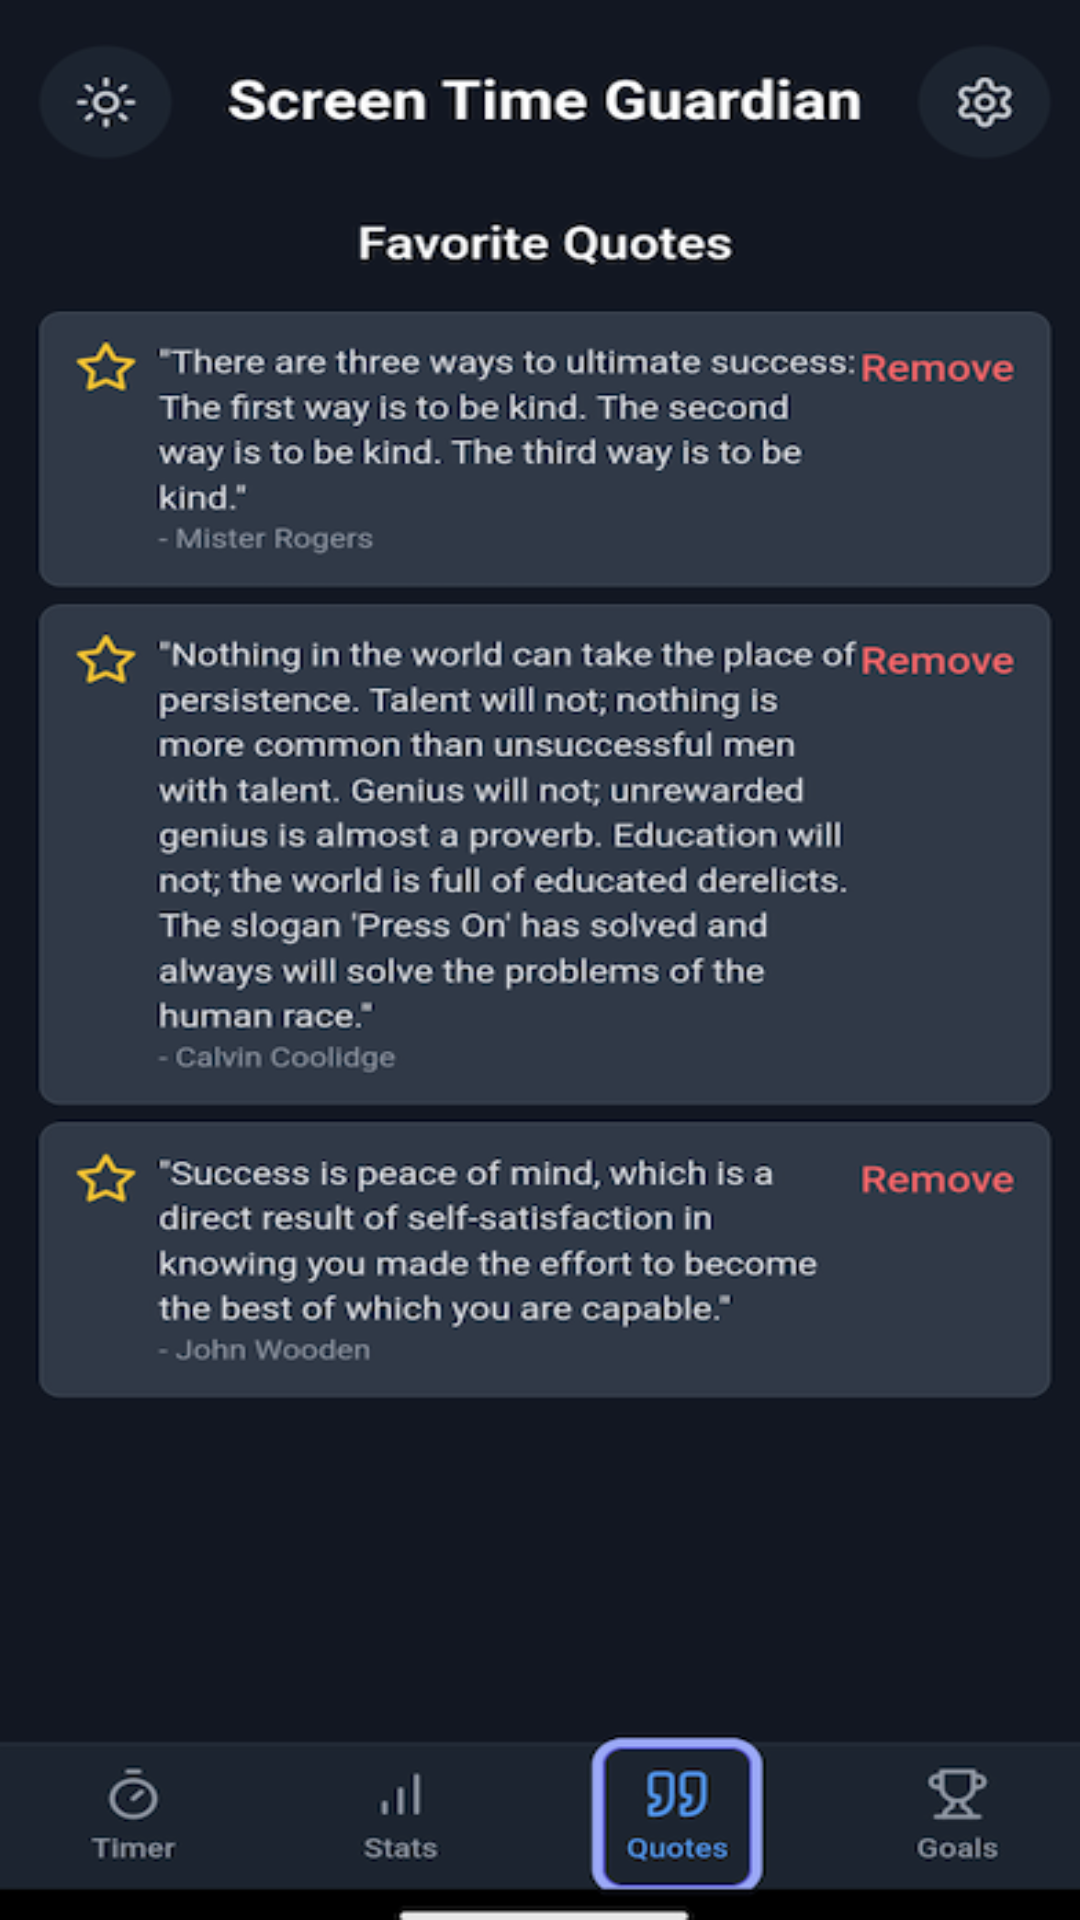 Screen Time Guardian
Favorite Quotes
"There are three ways to ultimate success: Remove
The first way is to be kind. The second
way is to be kind. The third way is to be
kind."
- Mister Rogers
"Nothing in the world can take the place of Remove
persistence. Talent will not; nothing is
more common than unsuccessful men
with talent. Genius will not; unrewarded
genius is almost a proverb. Education will
not; the world is full of educated derelicts.
The slogan 'Press On' has solved and
always will solve the problems of the
human race."
- Calvin Coolidge
"Success is peace of mind, which is a Remove
direct result of self-satisfaction in
knowing you made the effort to become
the best of which you are capable."
- John Wooden
Timer Stats Quotes Goals